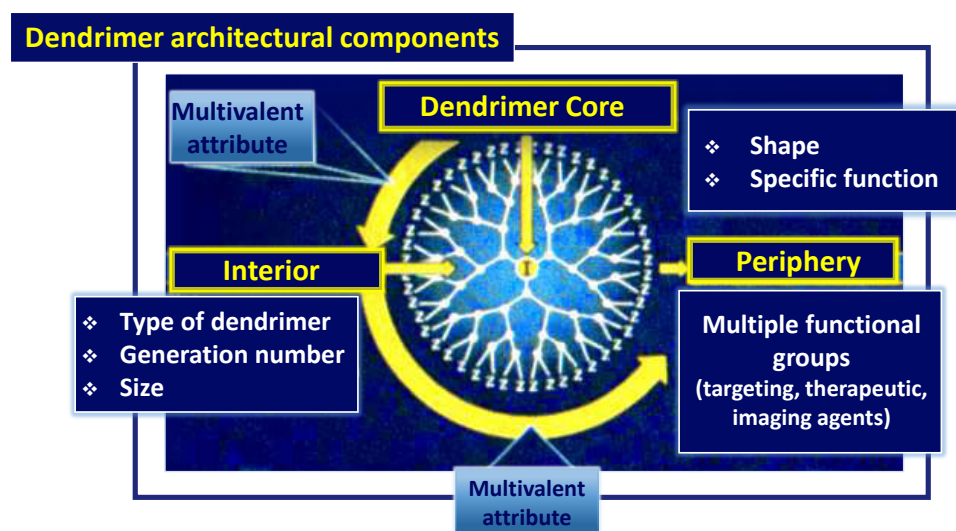 Dendrimer architectural components
Multivalent
attribute
Dendrimer Core
❖ Shape
❖ Specific function
Interior
I
Periphery
❖ Type of dendrimer
❖ Generation number
❖ Size
Multiple functional
groups
(targeting, therapeutic,
imaging agents)
Multivalent
attribute